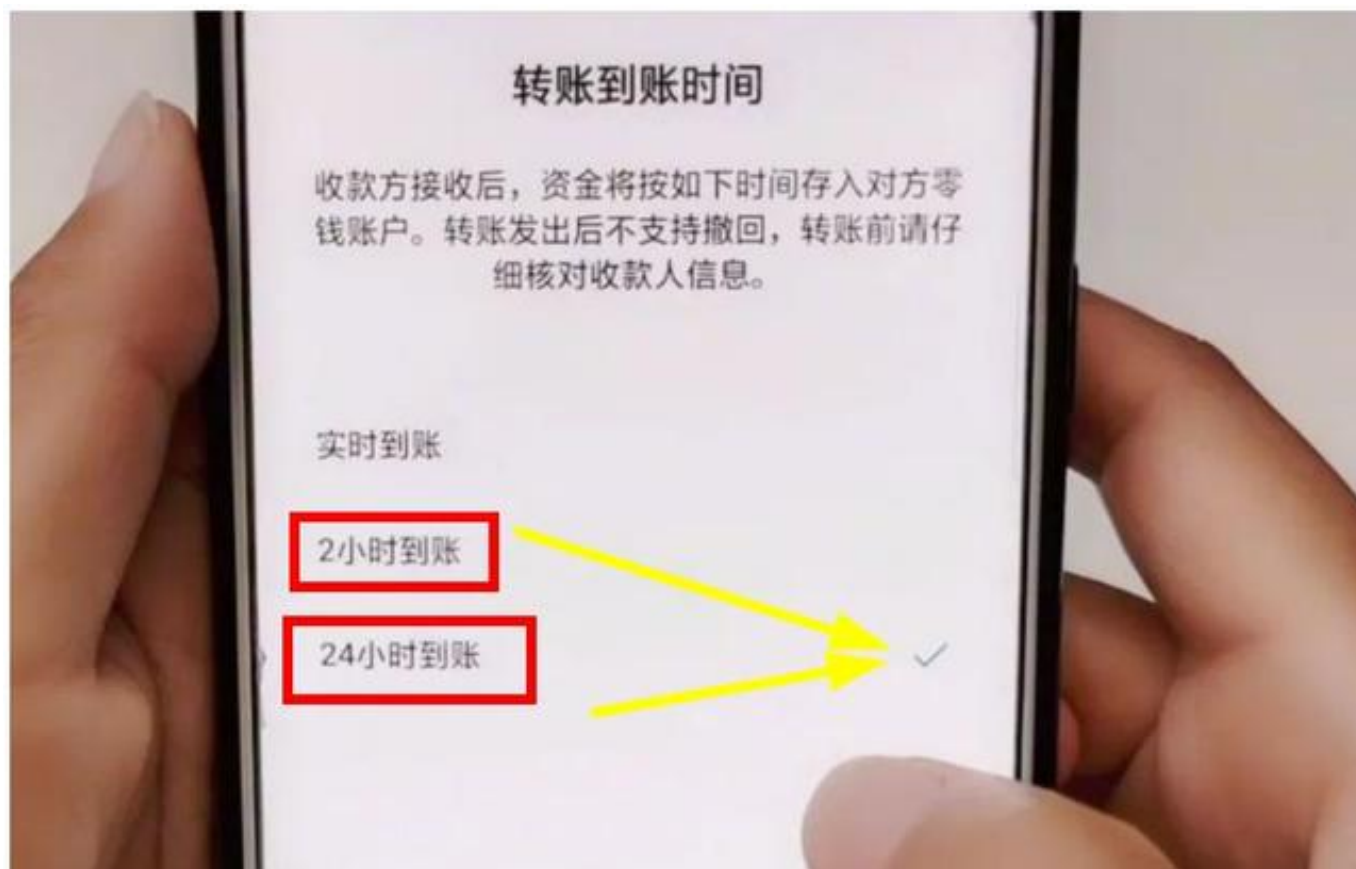 转账到账时间
收款方接收后，资金将按如下时间存入对方零
钱账户。转账发出后不支持撤回，转账前请仔
细核对收款人信息。
实时到账
2小时到账
24小时到账